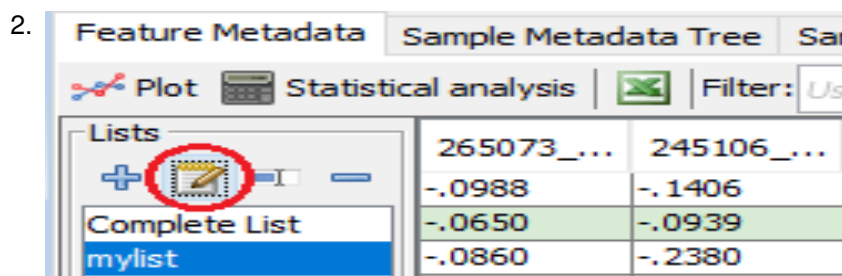 2.
Feature Metadata Sample Metadata Tree
Plot Statistical analysis Filter: Us
Lists
265073_... 245106_...
-.0988 -.1406
Complete List -.0650 -.0939
mylist -.0860 -.2380